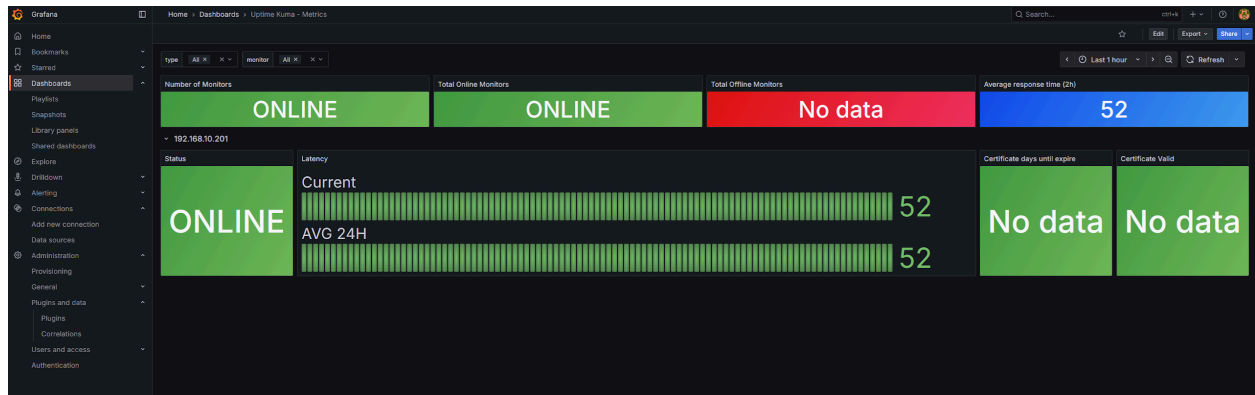 Grafana
Home > Dashboards > Uptime Kuma - Metrics
Search...
ctrl+k
Home
Bookmarks
Starred
Dashboards
Playlists
Snapshots
Library panels
Shared dashboards
Explore
Drilldown
Alerting
Connections
Add new connection
Data sources
Administration
Provisioning
General
Plugins and data
Plugins
Correlations
Users and access
Authentication
Edit
Export
Share
type
All ×
monitor
All ×
Last 1 hour
Refresh
Number of Monitors
ONLINE
Total Online Monitors
ONLINE
Total Offline Monitors
No data
Average response time (2h)
52
192.168.10.201
Status
ONLINE
Latency
Current
52
AVG 24H
52
Certificate days until expire
No data
Certificate Valid
No data